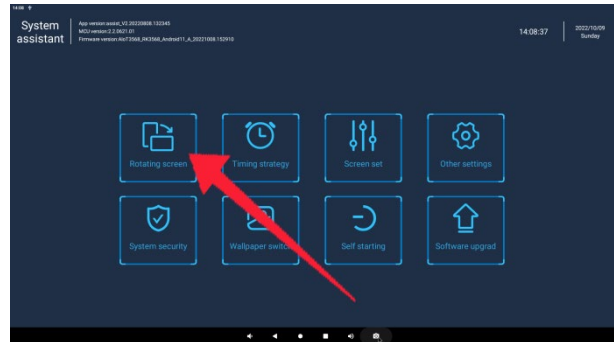 14:08
System
assistant
App version:assist_V2.20220808.132345
MCU version:2.2.0621.01
Firmware version:AIoT3568_RK3568_Android11_A_20221008.152910
14:08:37
2022/10/09
Sunday
Rotating screen
Timing strategy
Screen set
Other settings
System security
Wallpaper switch
Self starting
Software upgrad